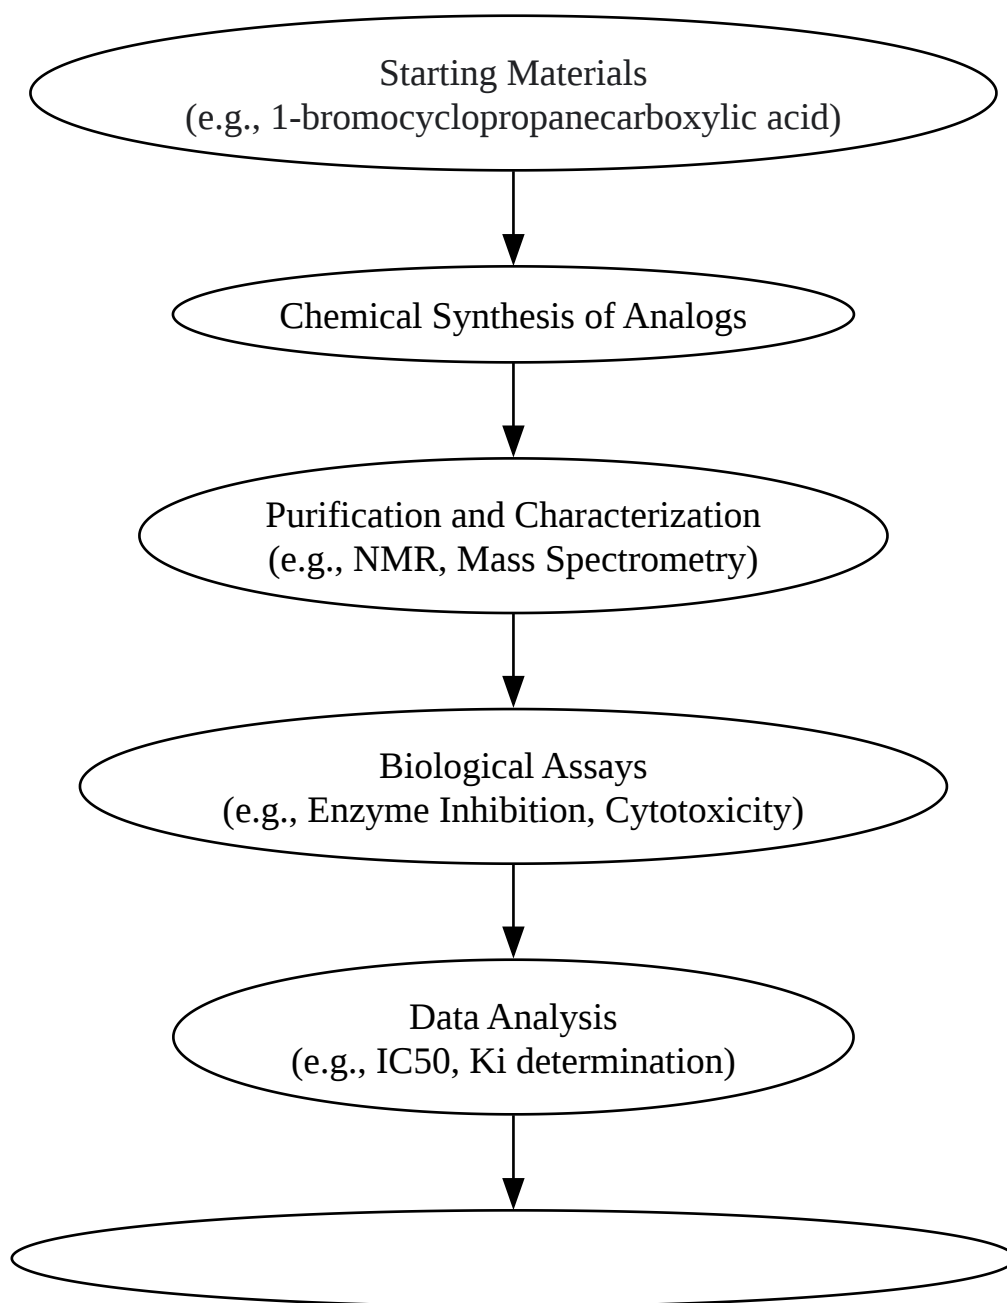 Starting Materials
(e.g., 1-bromocyclopropanecarboxylic acid)
Chemical Synthesis of Analogs
Purification and Characterization
(e.g., NMR, Mass Spectrometry)
Biological Assays
(e.g., Enzyme Inhibition, Cytotoxicity)
Data Analysis
(e.g., IC50, Ki determination)